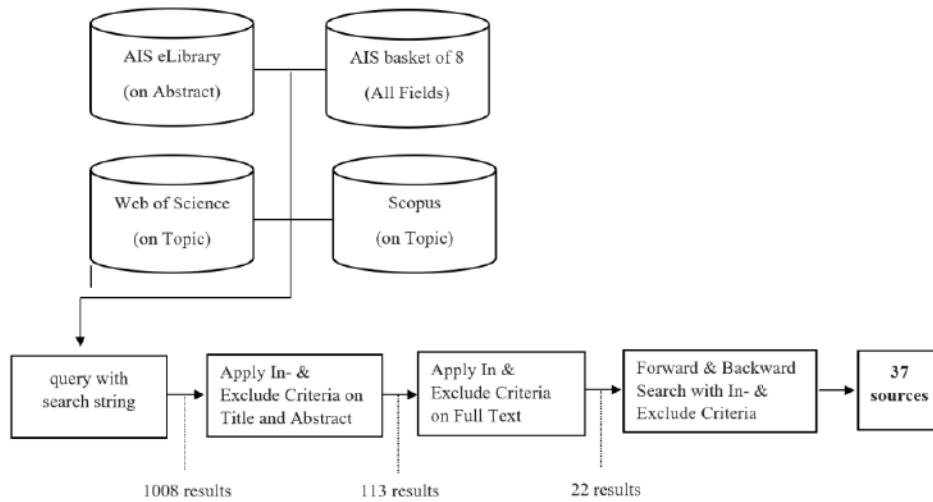 AIS eLibrary
(on Abstract)
AIS basket of 8
(All Fields)
Web of Science
(on Topic)
Scopus
(on Topic)
query with
search string
Apply In- &
Exclude Criteria on
Title and Abstract
Apply In &
Exclude Criteria
on Full Text
Forward & Backward
Search with In- &
Exclude Criteria
37
sources
1008 results
113 results
22 results